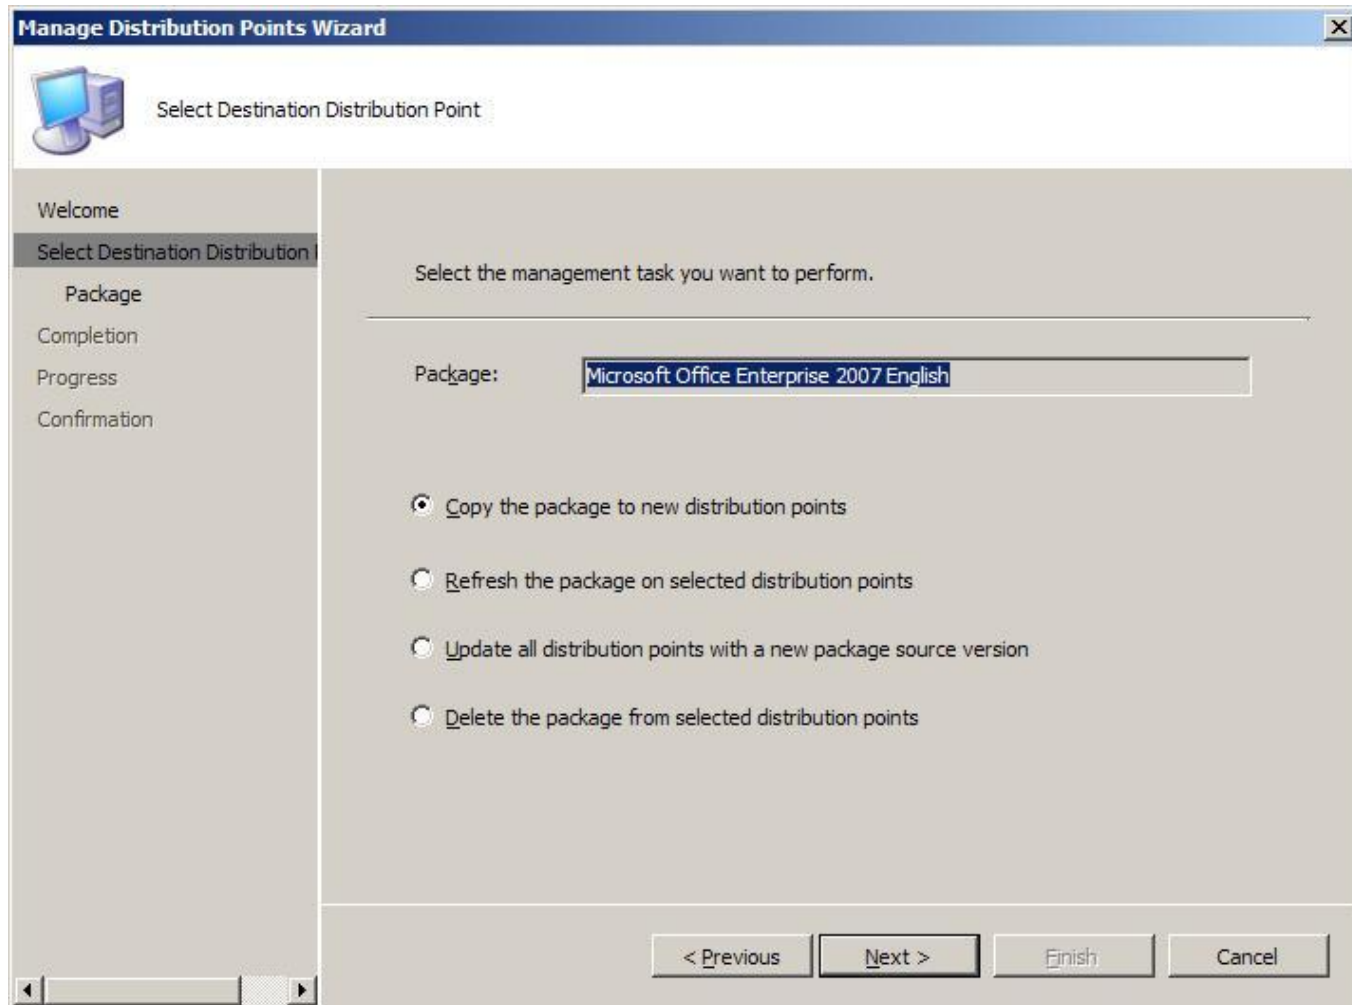 Manage Distribution Points Wizard
Select Destination Distribution Point
Welcome
Select Destination Distribution
Package
Completion
Progress
Confirmation
Select the management task you want to perform.
Package: Microsoft Office Enterprise 2007 English
Copy the package to new distribution points
Refresh the package on selected distribution points
Update all distribution points with a new package source version
Delete the package from selected distribution points
< Previous Next > Finish Cancel